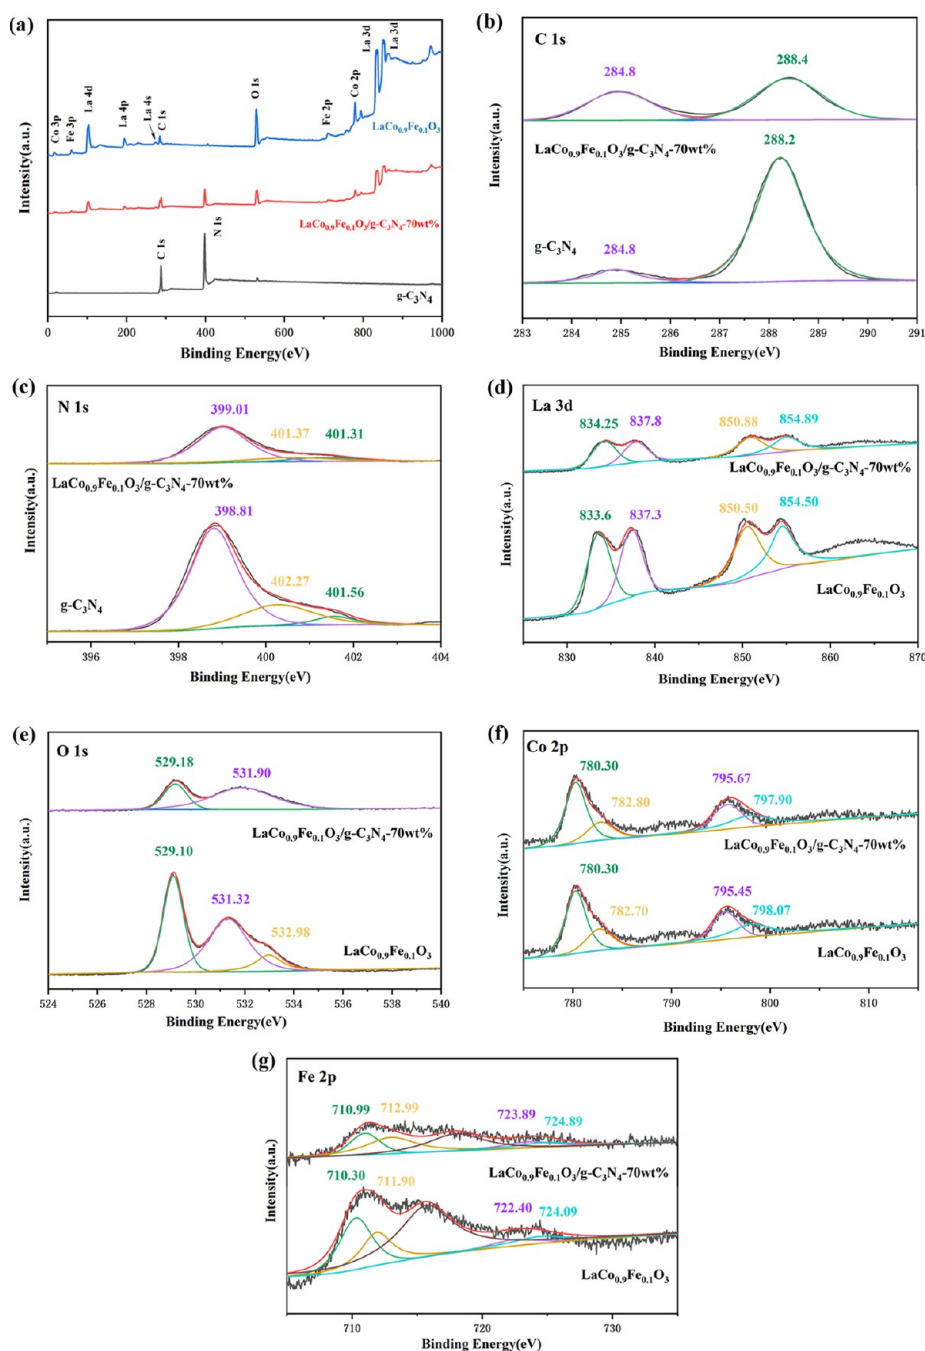 (a)
Intensity(a.u.)
Co 3p
Fe 3p
La 4d
La 4p
La 4s
C 1s
O 1s
Fe 2p
Co 2p
La 3d
La 3d
LaCo0.9Fe0.1O3
LaCo0.9Fe0.1O3/g-C3N4-70wt%
C 1s
N 1s
g-C3N4
0 200 400 600 800 1000
Binding Energy(eV)
(b)
C 1s
Intensity(a.u.)
284.8
288.4
LaCo0.9Fe0.1O3/g-C3N4-70wt%
288.2
g-C3N4
284.8
283 284 285 286 287 288 289 290 291
Binding Energy(eV)
(c)
N 1s
Intensity(a.u.)
399.01
401.37
401.31
LaCo0.9Fe0.1O3/g-C3N4-70wt%
398.81
402.27
401.56
g-C3N4
396 398 400 402 404
Binding Energy(eV)
(d)
La 3d
Intensity(a.u.)
834.25
837.8
850.88
854.89
LaCo0.9Fe0.1O3/g-C3N4-70wt%
833.6
837.3
850.50
854.50
LaCo0.9Fe0.1O3
830 840 850 860 870
Binding Energy(eV)
(e)
O 1s
Intensity(a.u.)
529.18
531.90
LaCo0.9Fe0.1O3/g-C3N4-70wt%
529.10
531.32
532.98
LaCo0.9Fe0.1O3
524 526 528 530 532 534 536 538 540
Binding Energy(eV)
(f)
Co 2p
Intensity(a.u.)
780.30
782.80
795.67
797.90
LaCo0.9Fe0.1O3/g-C3N4-70wt%
780.30
782.70
795.45
798.07
LaCo0.9Fe0.1O3
780 790 800 810
Binding Energy(eV)
(g)
Fe 2p
Intensity(a.u.)
710.99
712.99
723.89
724.89
LaCo0.9Fe0.1O3/g-C3N4-70wt%
710.30
711.90
722.40
724.09
LaCo0.9Fe0.1O3
710 720 730
Binding Energy(eV)